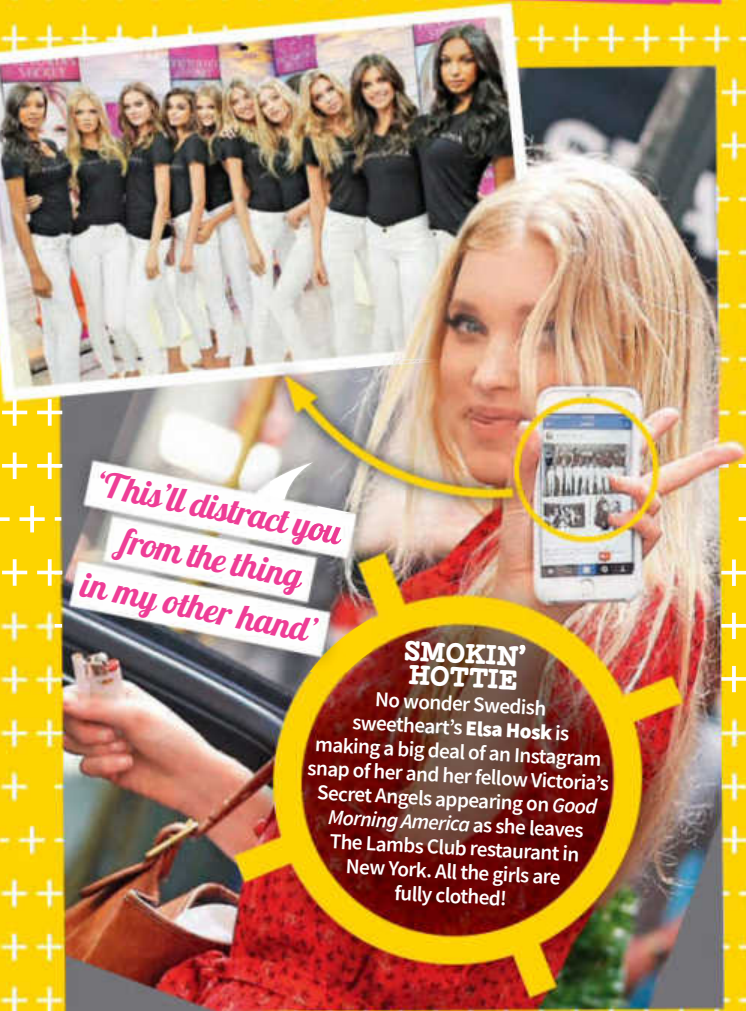 'This'll distract you
from the thing
in my other hand'
SMOKIN'
HOTTIE
No wonder Swedish
sweetheart's Elsa Hosk is
making a big deal of an Instagram
snap of her and her fellow Victoria's
Secret Angels appearing on Good
Morning America as she leaves
The Lambs Club restaurant in
New York. All the girls are
fully clothed!